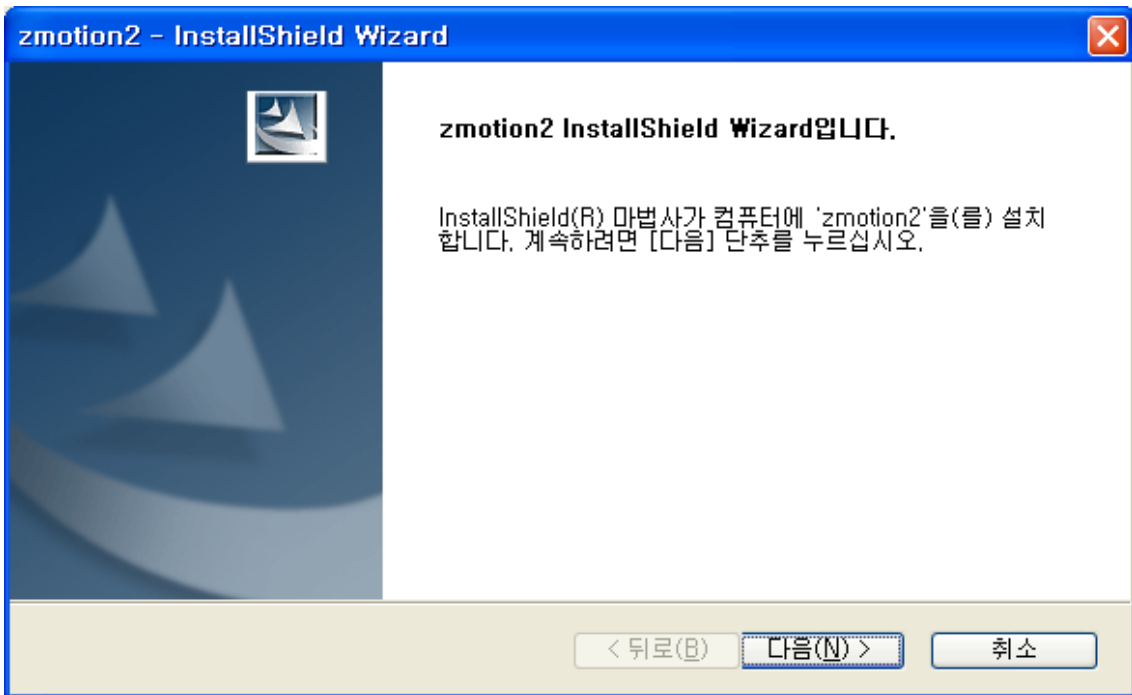 zmotion2 - InstallShield Wizard
zmotion2 InstallShield Wizard입니다.
InstallShield(R) 마법사가 컴퓨터에 'zmotion2'을(를) 설치
합니다. 계속하려면 [다음] 단추를 누르십시오.
< 뒤로(B) 다음(N) > 취소